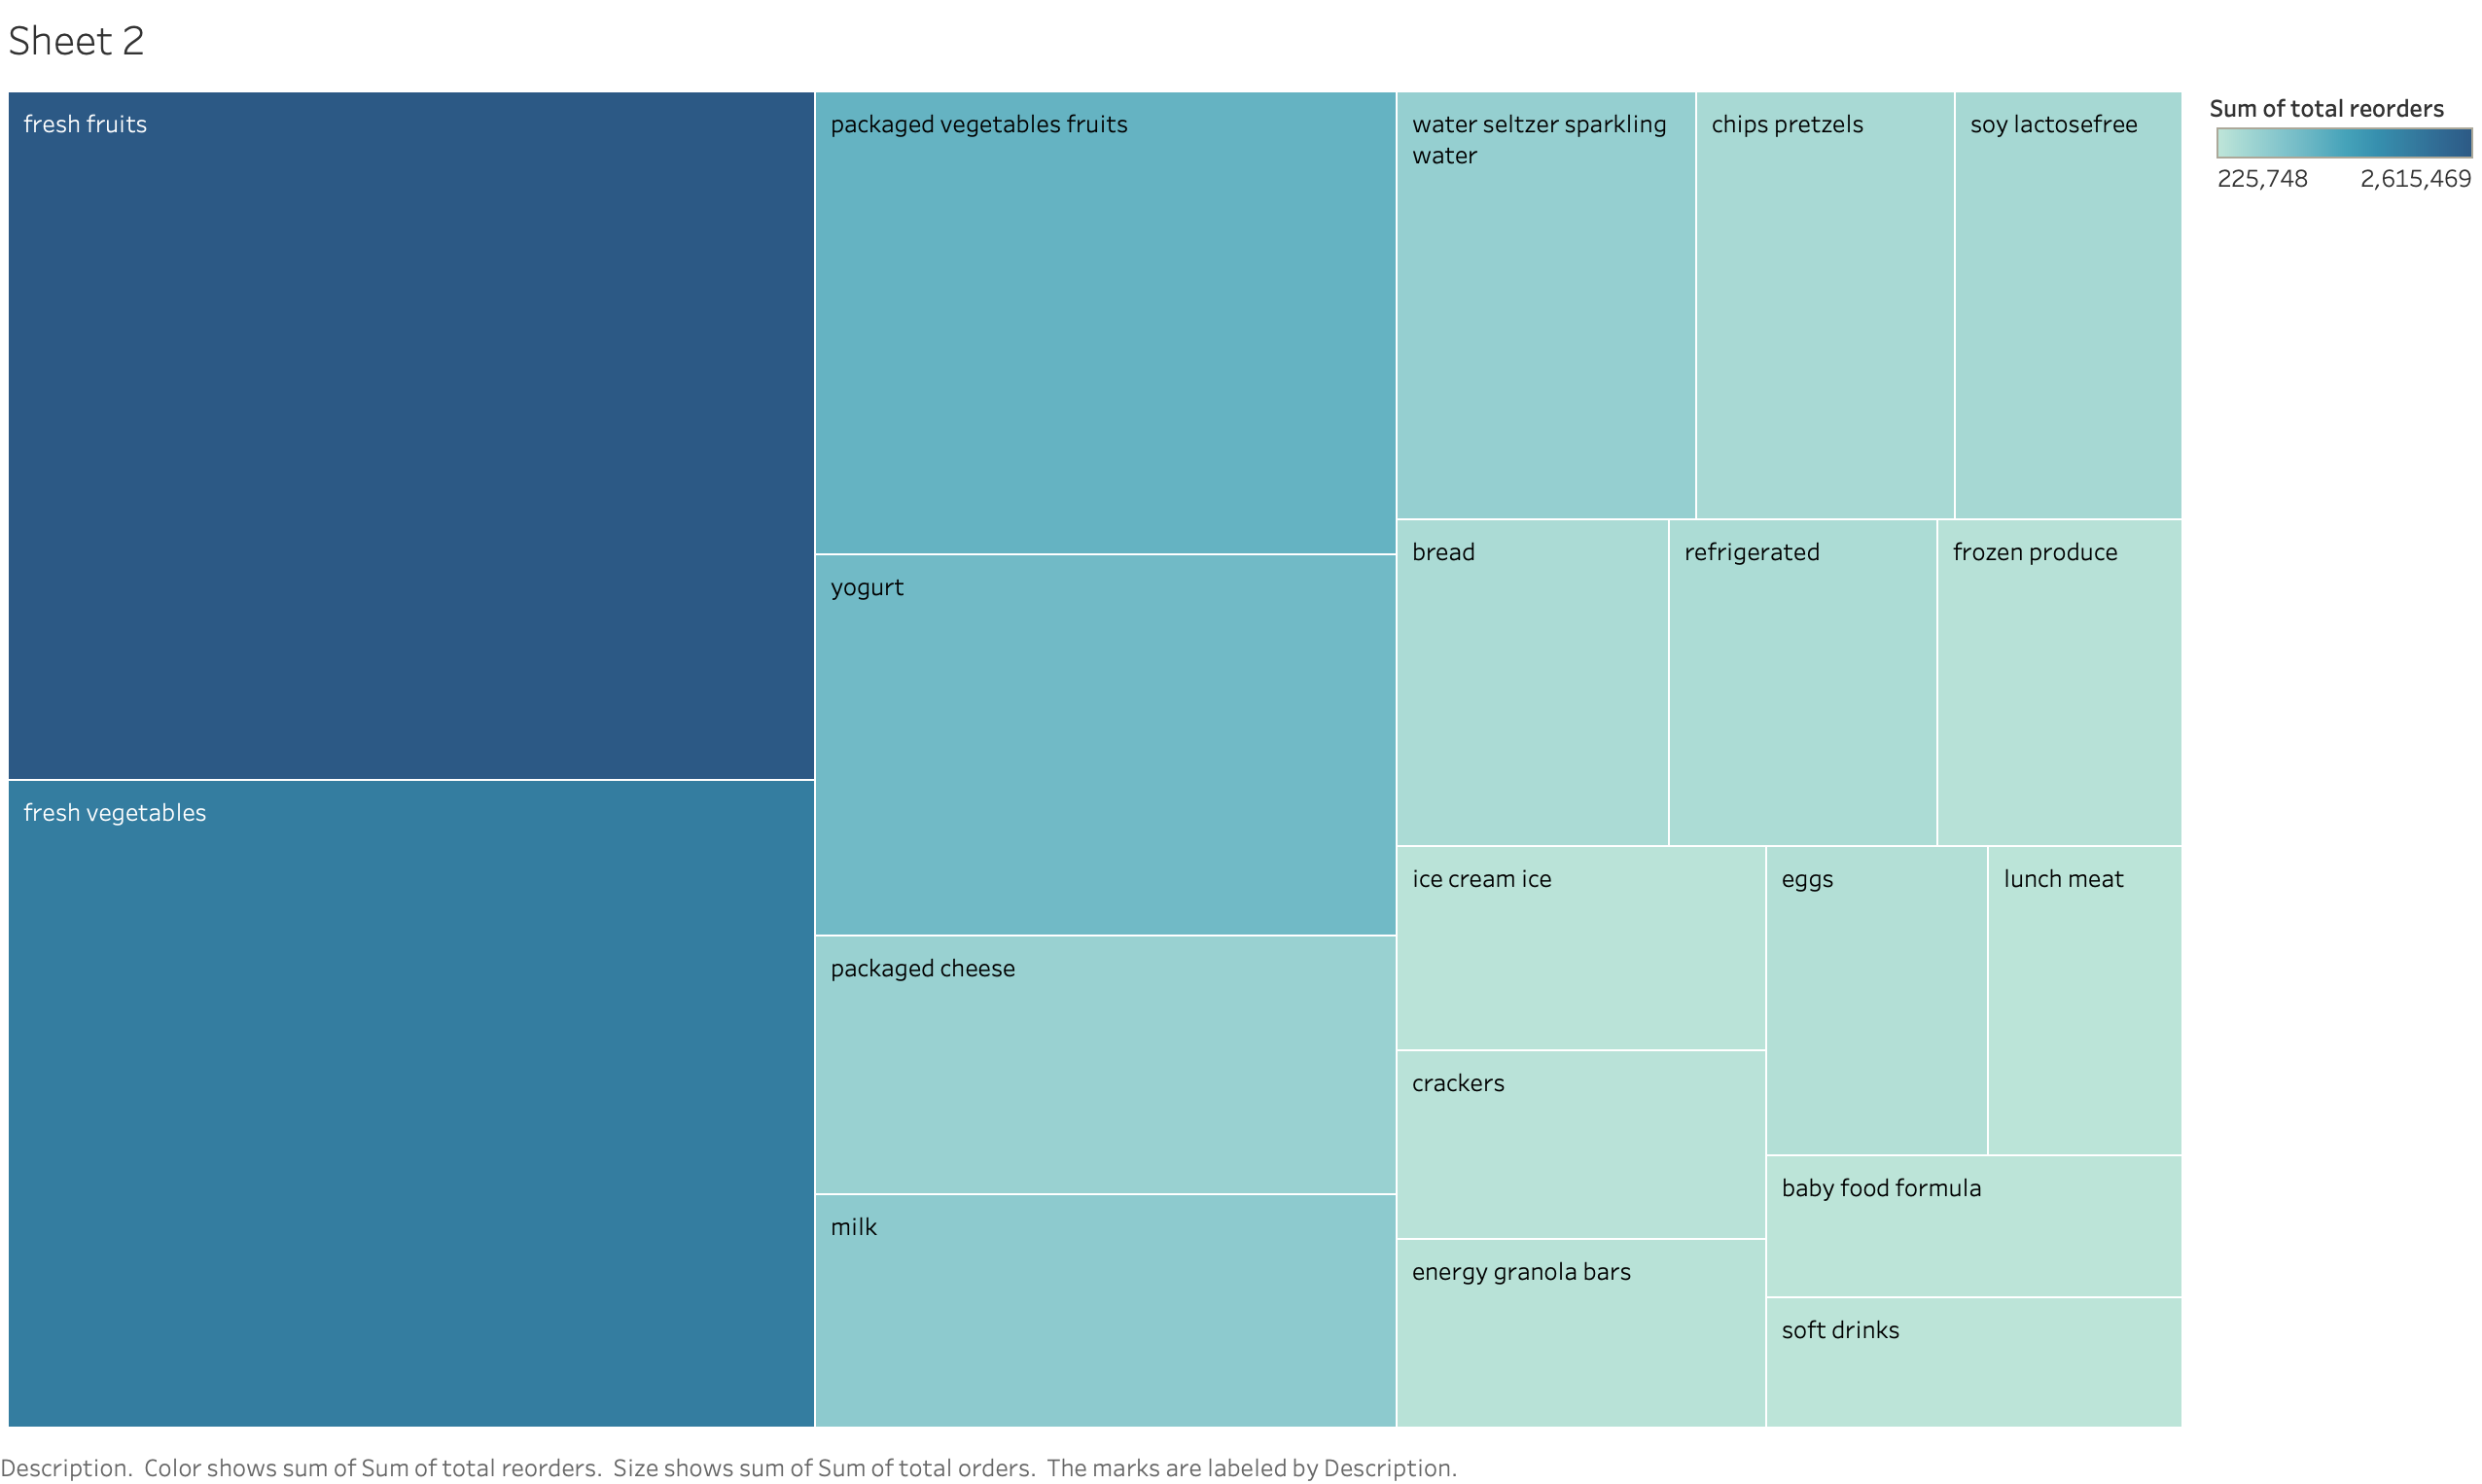 Sheet 2
fresh fruits
fresh vegetables
packaged vegetables fruits
yogurt
packaged cheese
milk
water seltzer sparkling
water
chips pretzels
soy lactosefree
bread
refrigerated
frozen produce
ice cream ice
crackers
energy granola bars
eggs
lunch meat
baby food formula
soft drinks
Sum of total reorders
225,748 2,615,469
Description. Color shows sum of Sum of total reorders. Size shows sum of Sum of total orders. The marks are labeled by Description.